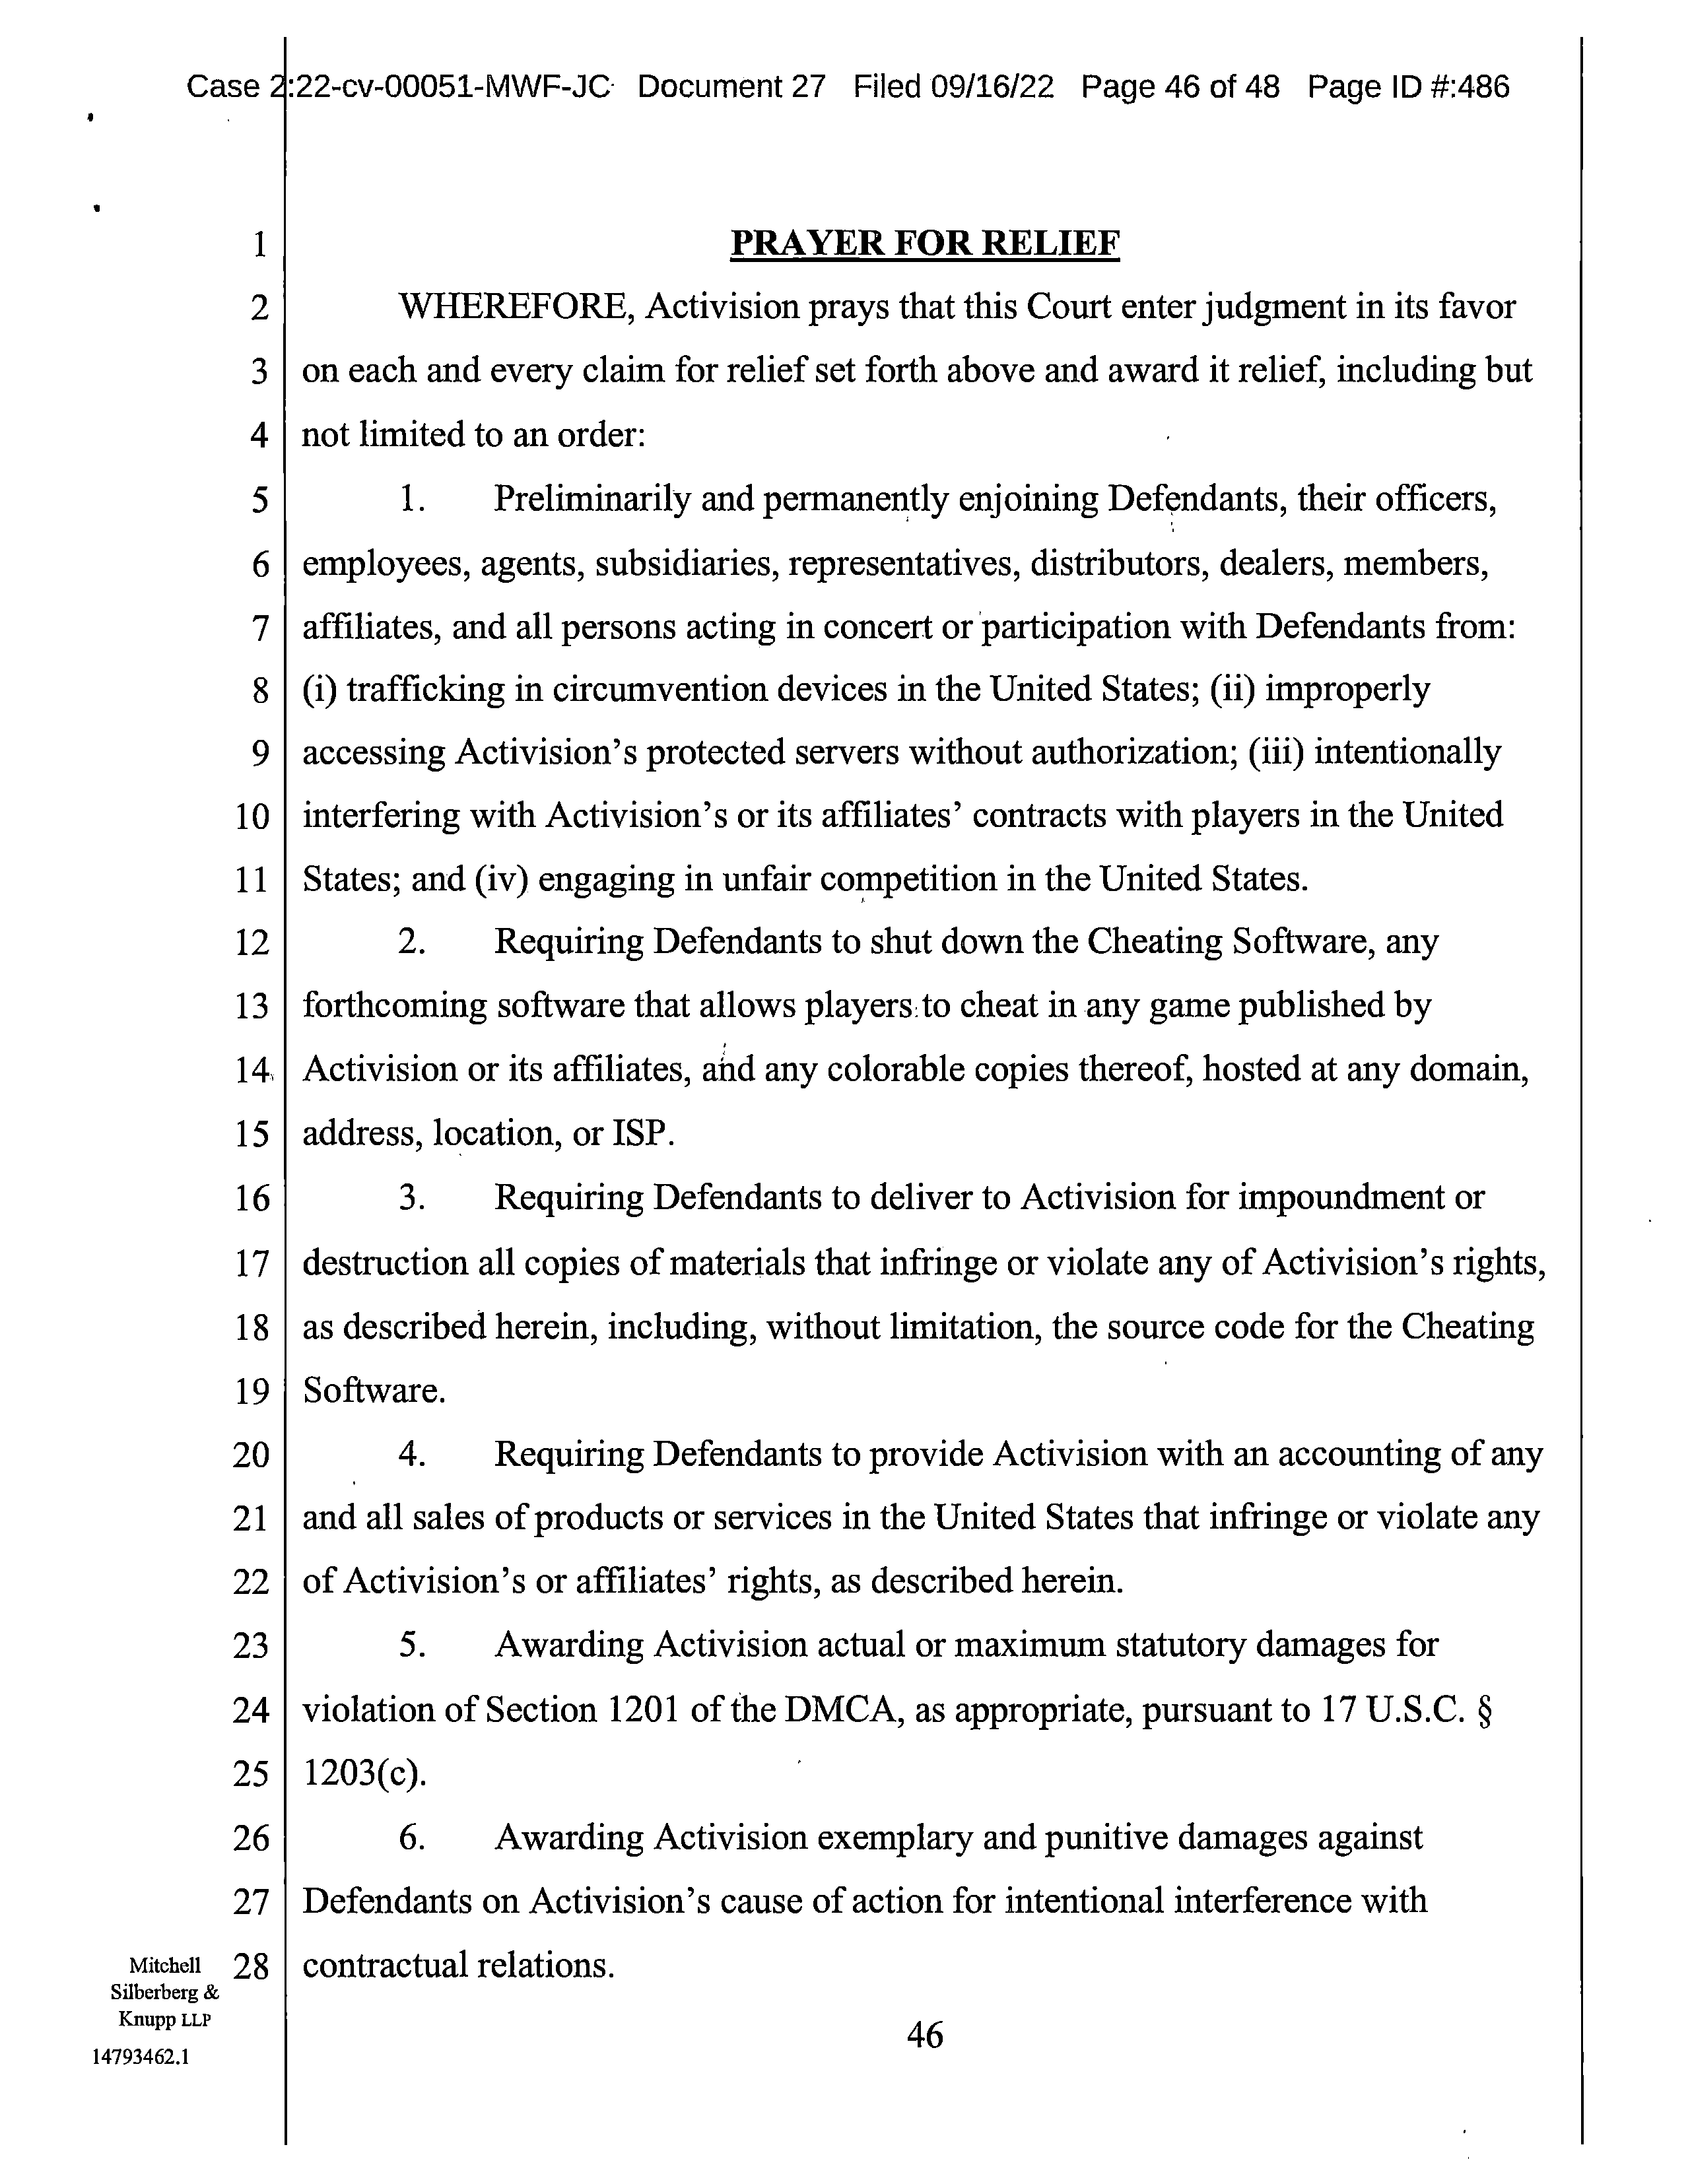 Case 2:22-cv-00051-MWF-JC Document 27 Filed 09/16/22 Page 46 of 48 Page ID #:486
1 PRAYER FOR RELIEF
2 WHEREFORE, Activision prays that this Court enter judgment in its favor
3 on each and every claim for relief set forth above and award it relief, including but
4 not limited to an order:
5 1. Preliminarily and permanently enjoining Defendants, their officers,
6 employees, agents, subsidiaries, representatives, distributors, dealers, members,
7 affiliates, and all persons acting in concert or participation with Defendants from:
8 (i) trafficking in circumvention devices in the United States; (ii) improperly
9 accessing Activision’s protected servers without authorization; (iii) intentionally
10 interfering with Activision’s or its affiliates’ contracts with players in the United
11 States; and (iv) engaging in unfair competition in the United States.
12 2. Requiring Defendants to shut down the Cheating Software, any
13 forthcoming software that allows players to cheat in any game published by
14 Activision or its affiliates, and any colorable copies thereof, hosted at any domain,
15 address, location, or ISP.
16 3. Requiring Defendants to deliver to Activision for impoundment or
17 destruction all copies of materials that infringe or violate any of Activision’s rights,
18 as described herein, including, without limitation, the source code for the Cheating
19 Software.
20 4. Requiring Defendants to provide Activision with an accounting of any
21 and all sales of products or services in the United States that infringe or violate any
22 of Activision’s or affiliates’ rights, as described herein.
23 5. Awarding Activision actual or maximum statutory damages for
24 violation of Section 1201 of the DMCA, as appropriate, pursuant to 17 U.S.C. §
25 1203(c).
26 6. Awarding Activision exemplary and punitive damages against
27 Defendants on Activision’s cause of action for intentional interference with
28 contractual relations.
Mitchell
Silberberg &
Knupp LLP
14793462.1
46